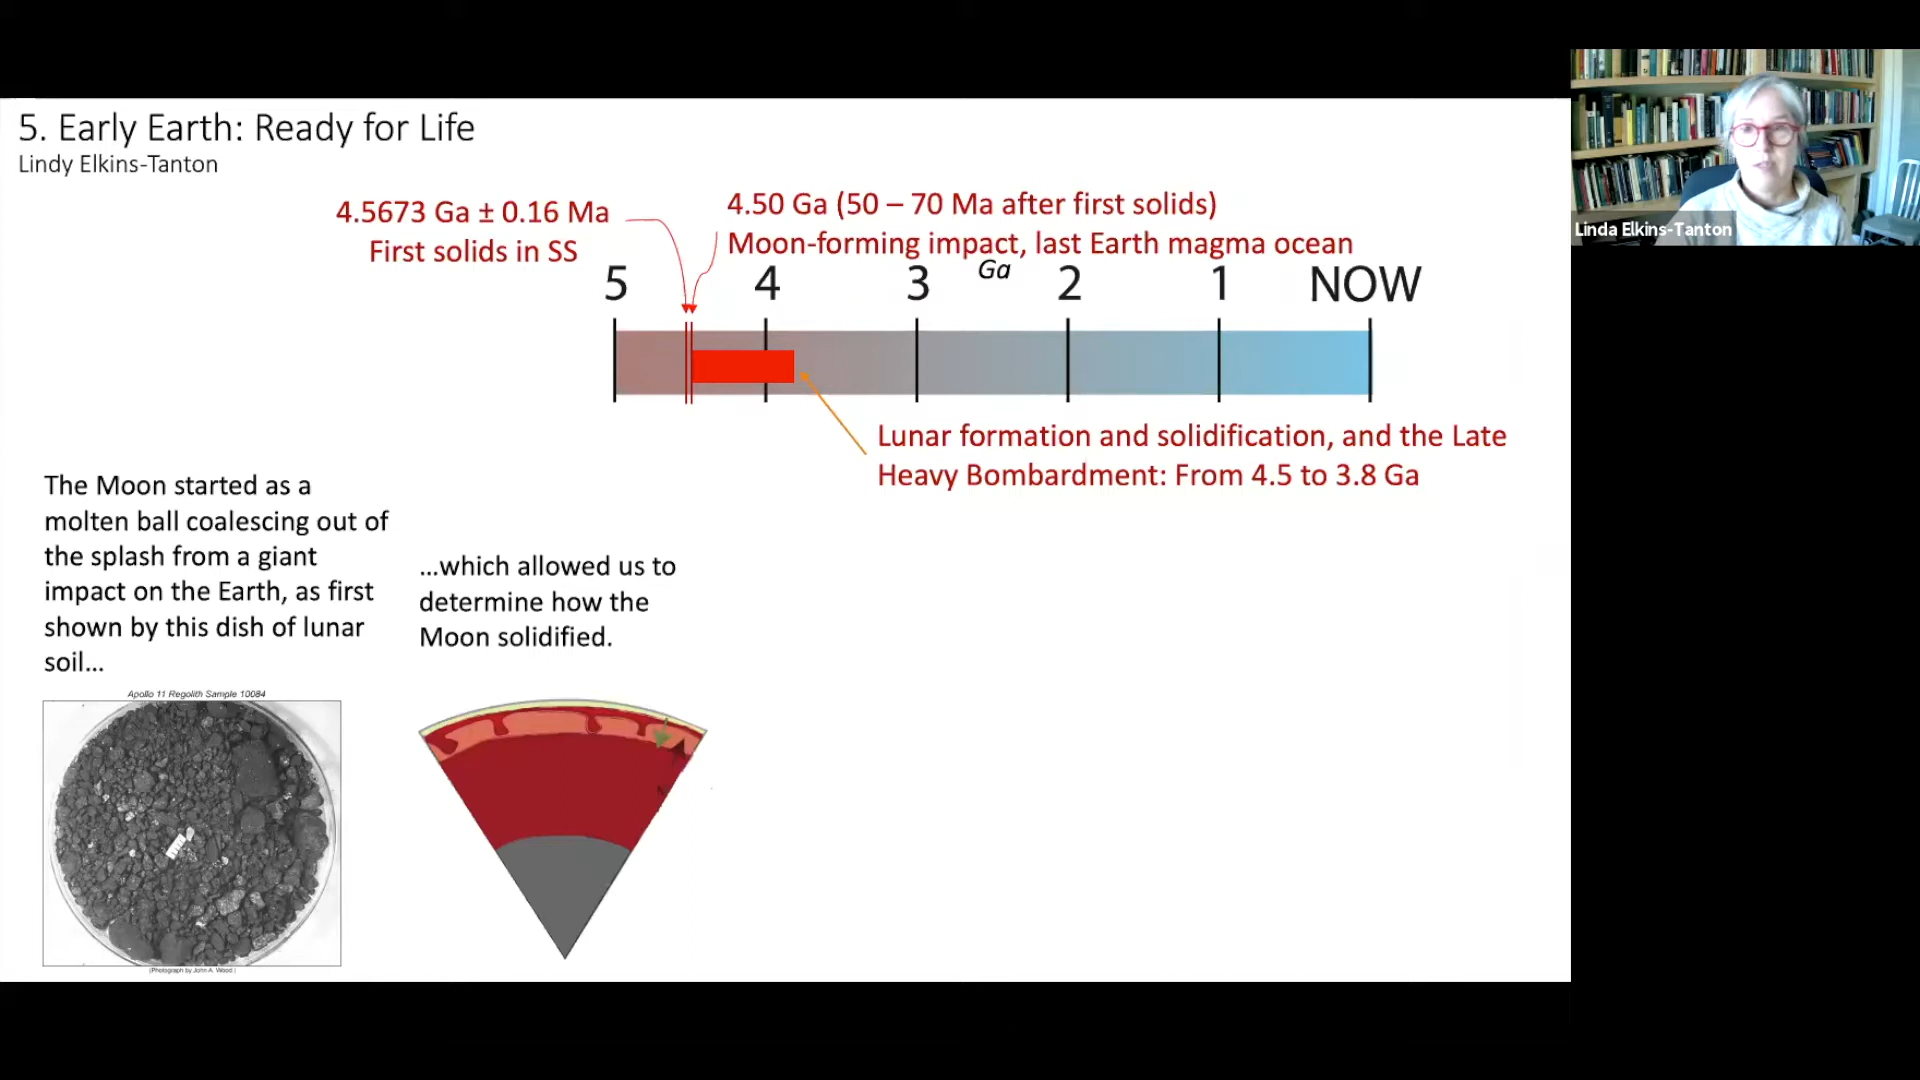 5. Early Earth: Ready for Life
Lindy Elkins-Tanton
4.5673 Ga ± 0.16 Ma
First solids in SS
4.50 Ga (50 – 70 Ma after first solids)
Moon-forming impact, last Earth magma ocean
5 4 3 Ga 2 1 NOW
Lunar formation and solidification, and the Late
Heavy Bombardment: From 4.5 to 3.8 Ga
The Moon started as a
molten ball coalescing out of
the splash from a giant
impact on the Earth, as first
shown by this dish of lunar
soil...
...which allowed us to
determine how the
Moon solidified.
Apollo 11 Regolith Sample 10084
(Photograph by John A. Wood )
Linda Elkins-Tanton